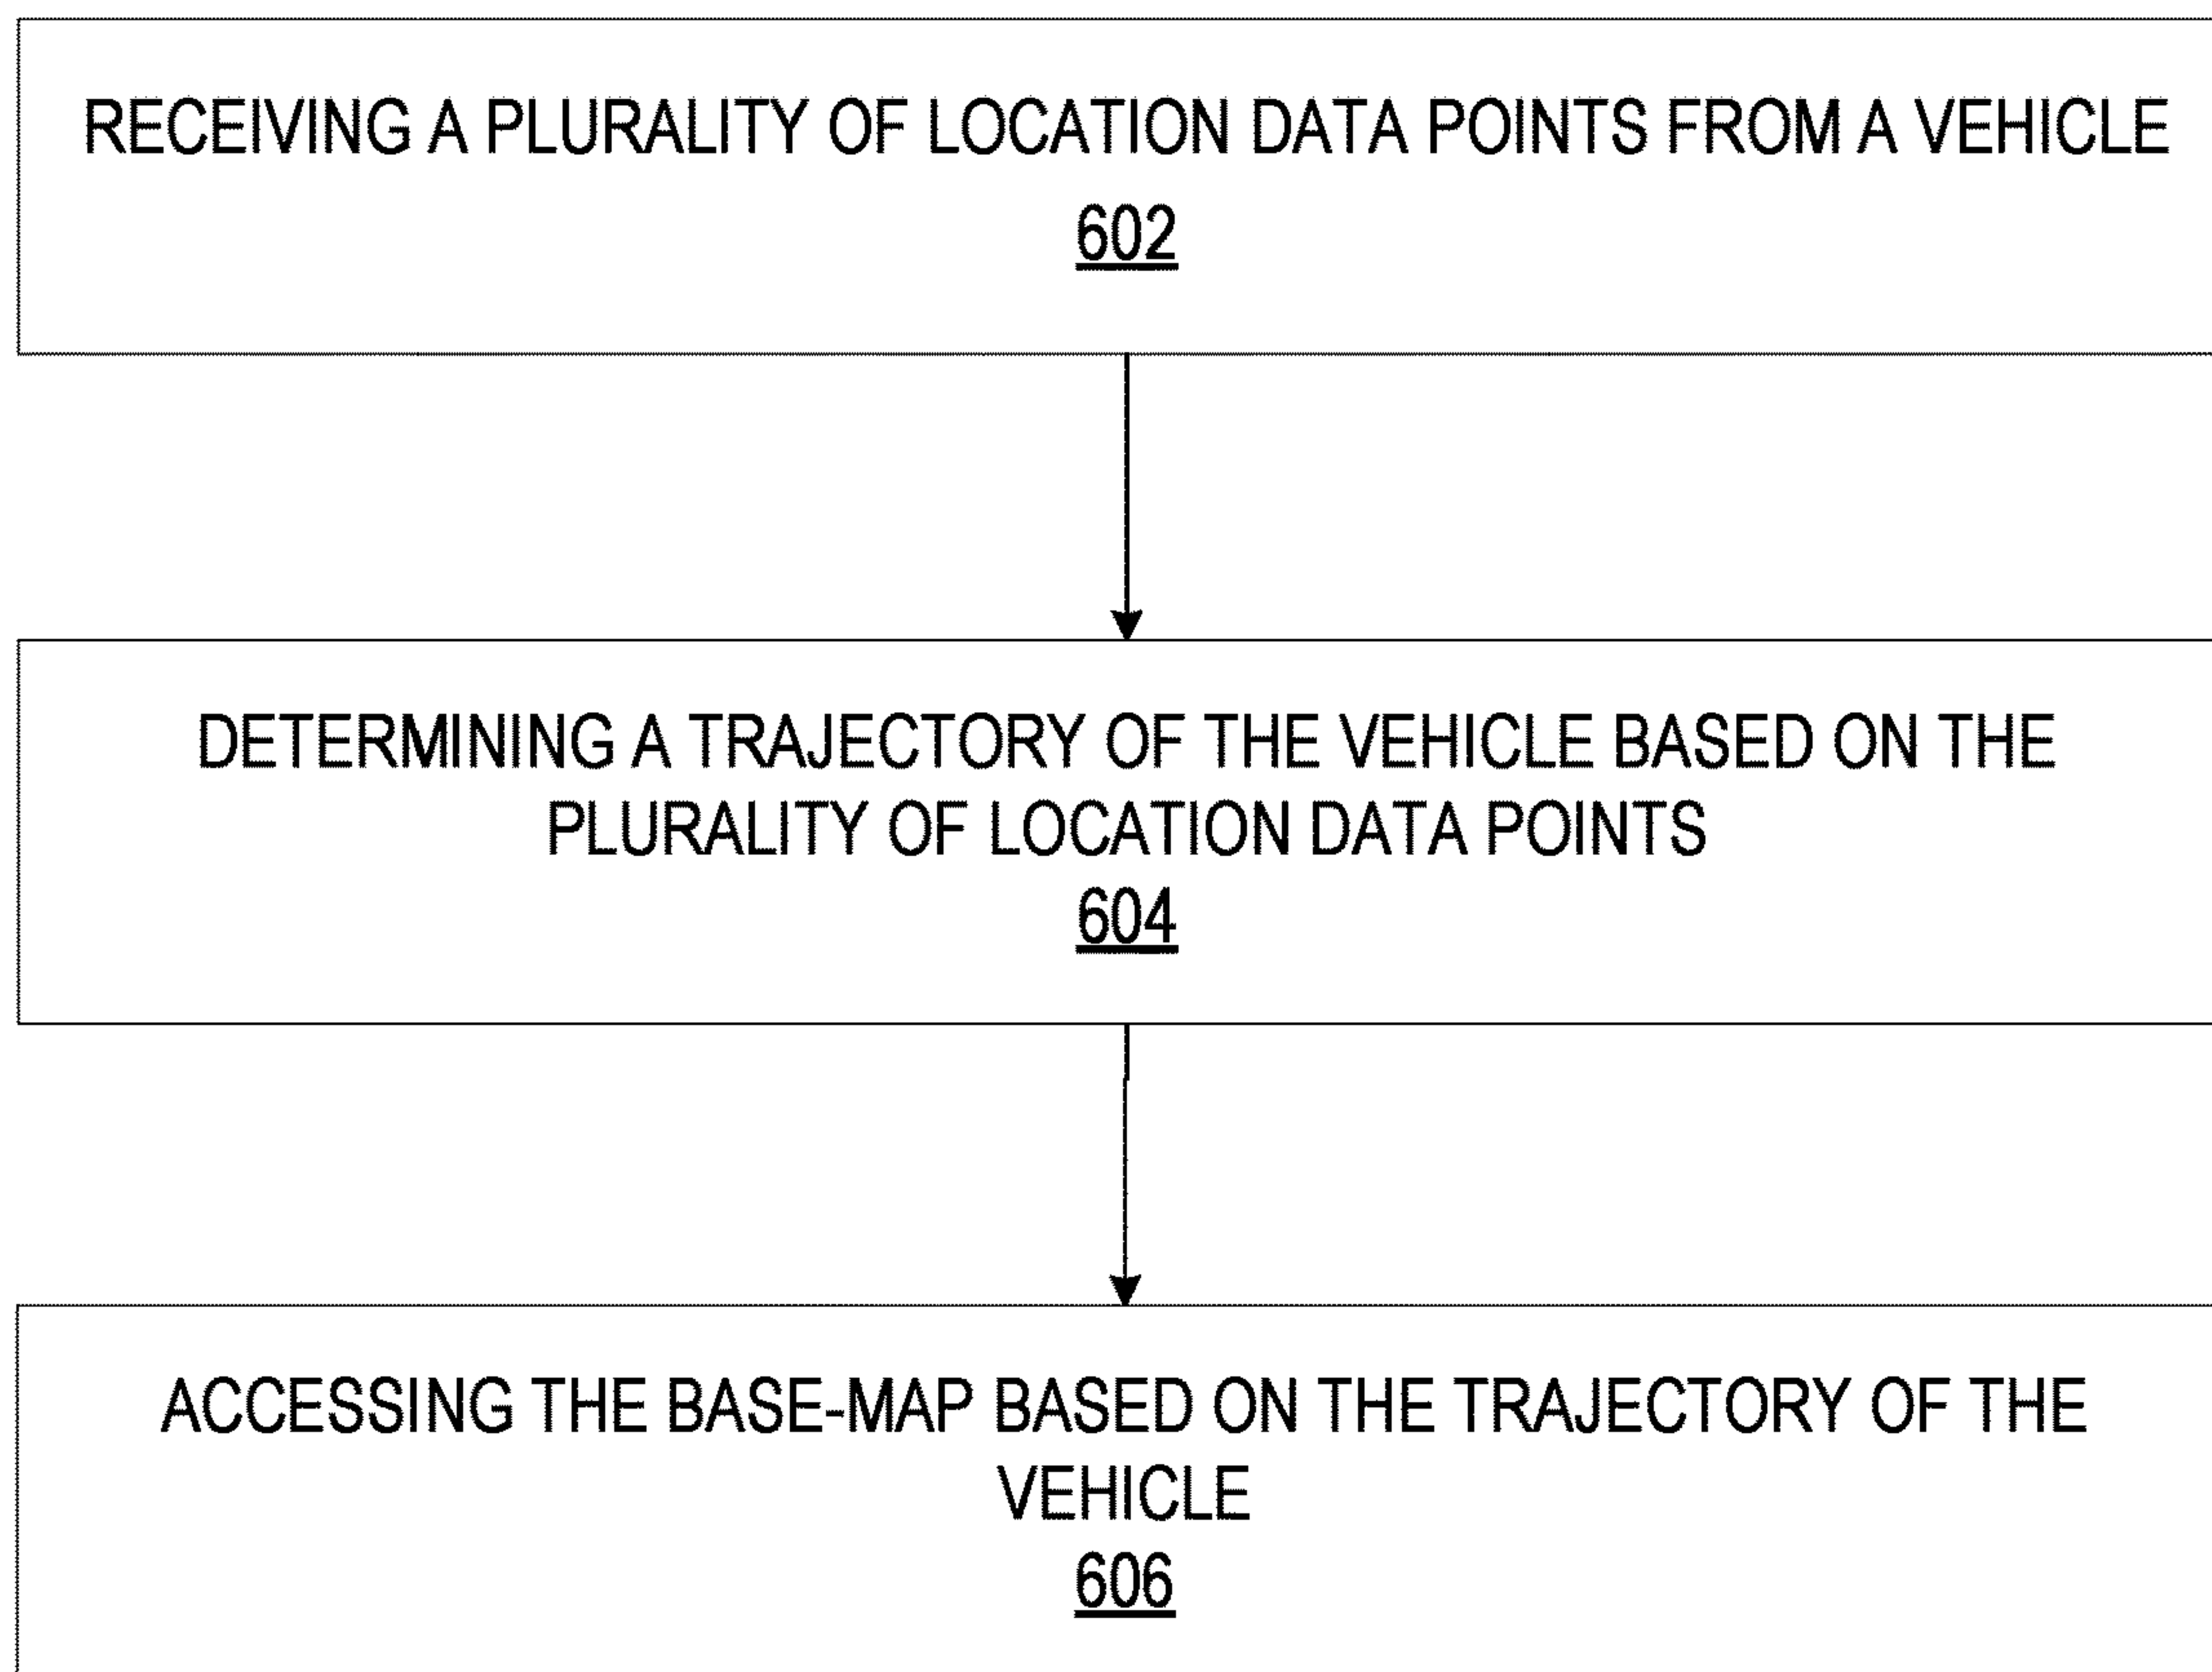 RECEIVING A PLURALITY OF LOCATION DATA POINTS FROM A VEHICLE
602
DETERMINING A TRAJECTORY OF THE VEHICLE BASED ON THE
PLURALITY OF LOCATION DATA POINTS
604
ACCESSING THE BASE-MAP BASED ON THE TRAJECTORY OF THE
VEHICLE
606